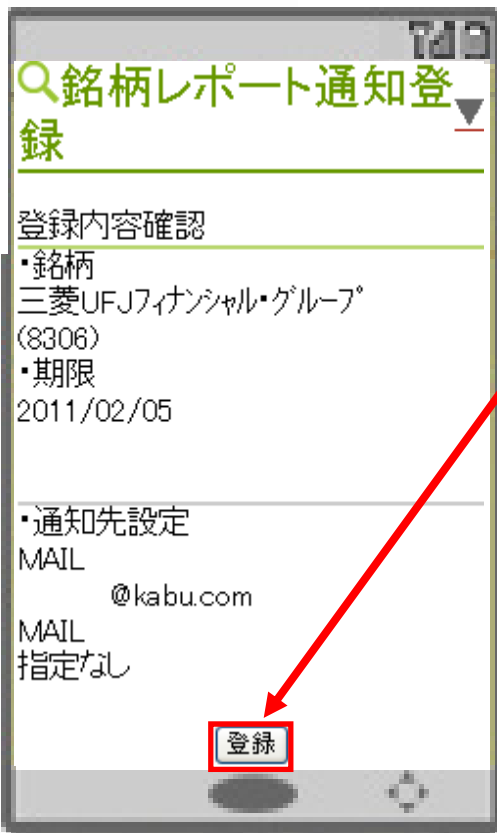 銘柄レポート通知登
録
登録内容確認
・銘柄
三菱UFJフィナンシャル・グループ
(8306)
・期限
2011/02/05
・通知先設定
MAIL
@kabu.com
MAIL
指定なし
登録